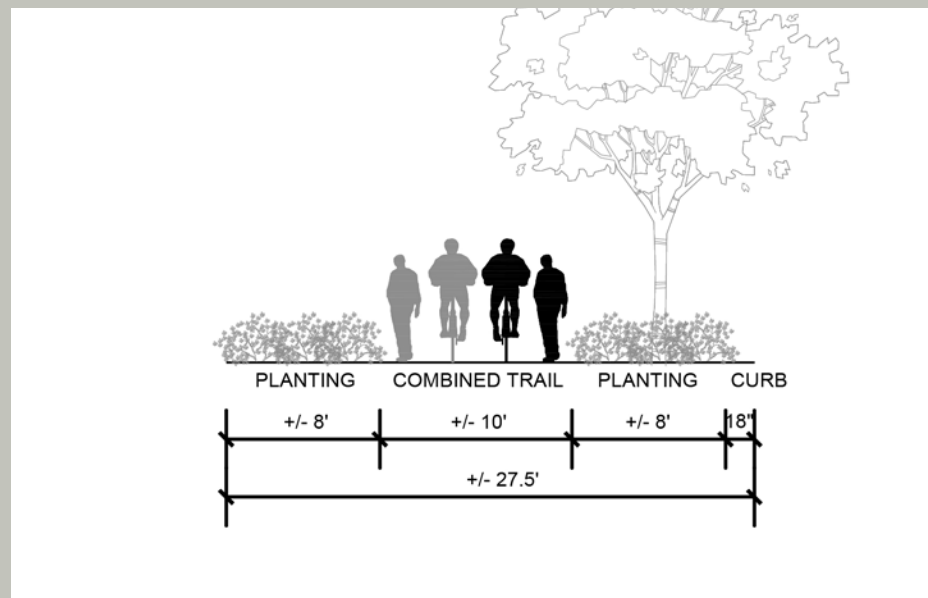 PLANTING COMBINED TRAIL PLANTING CURB
+/- 8' +/- 10' +/- 8' 18"
+/- 27.5'